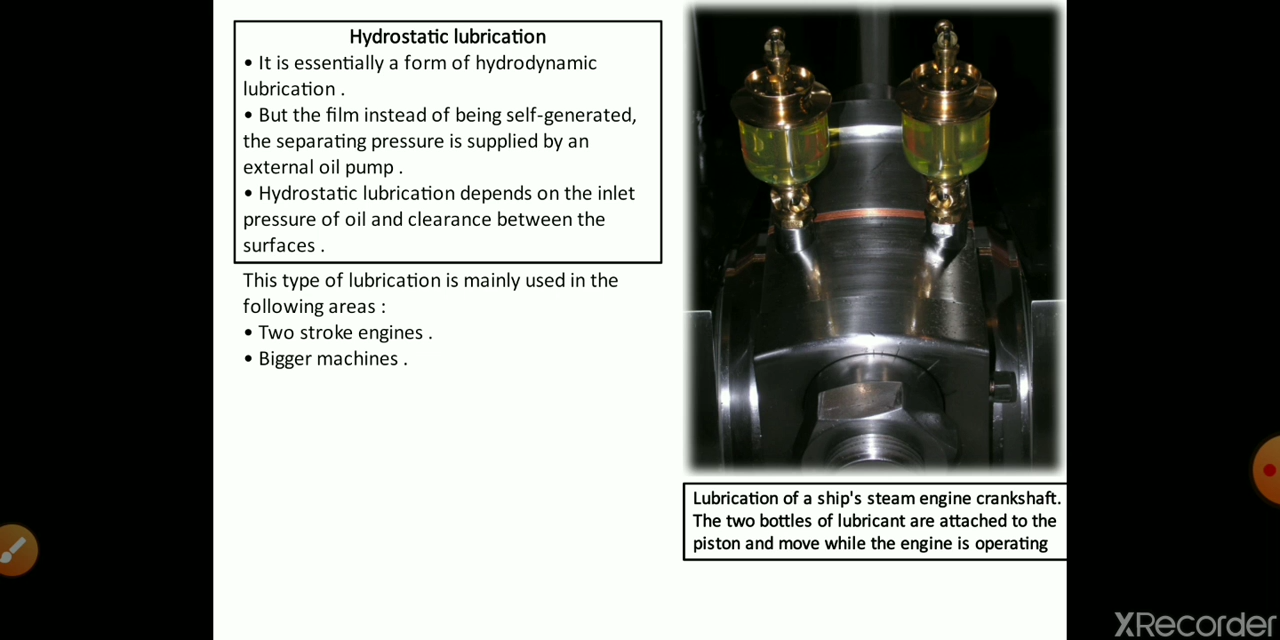 Hydrostatic lubrication
• It is essentially a form of hydrodynamic
lubrication .
• But the film instead of being self-generated,
the separating pressure is supplied by an
external oil pump .
• Hydrostatic lubrication depends on the inlet
pressure of oil and clearance between the
surfaces .
This type of lubrication is mainly used in the
following areas :
• Two stroke engines .
• Bigger machines .
Lubrication of a ship's steam engine crankshaft.
The two bottles of lubricant are attached to the
piston and move while the engine is operating
XRecorder